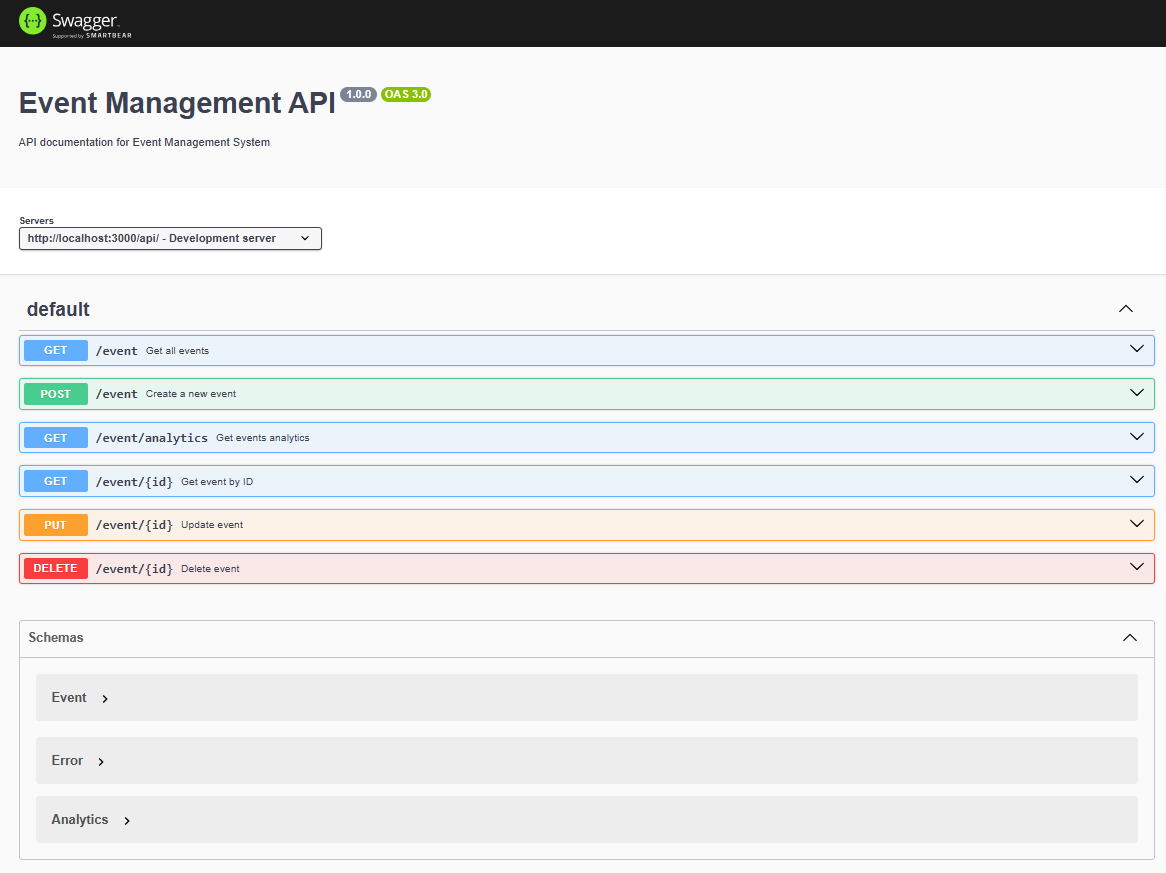 Swagger
Supported by SMARTBEAR
Event Management API 1.0.0 OAS 3.0
API documentation for Event Management System
Servers
http://localhost:3000/api/ - Development server
default
GET /event Get all events
POST /event Create a new event
GET /event/analytics Get events analytics
GET /event/{id} Get event by ID
PUT /event/{id} Update event
DELETE /event/{id} Delete event
Schemas
Event
Error
Analytics